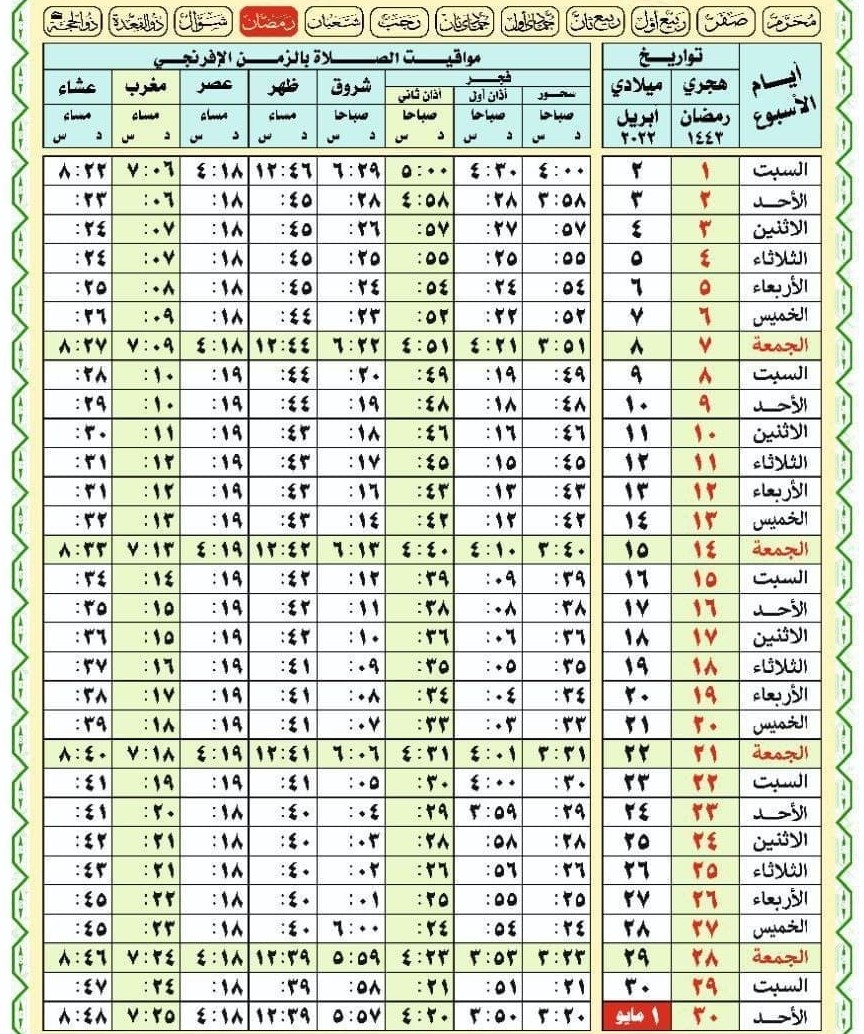 محرم صفر ربيع أول ربيع ثان جمادى أول جمادى ثان رجب شعبان رمضان شوال ذو القعدة ذو الحجة
أيام الأسبوع تواريخ مواقيت الصلاة بالزمن الإفرنجي
هجري ميلادي فجر شروق ظهر عصر مغرب عشاء
سحور أذان أول أذان ثاني
رمضان ١٤٤٣ ابريل ٢٠٢٢ صباحا صباحا صباحا صباحا مساء مساء مساء مساء
د س د س د س د س د س د س د س د س
السبت ١ ٢ ٤:٠٠ ٤:٣٠ ٥:٠٠ ٦:٢٩ ١٢:٤٦ ٤:١٨ ٧:٠٦ ٨:٢٢
الأحـد ٢ ٣ ٣:٥٨ :٢٨ ٤:٥٨ :٢٨ :٤٥ :١٨ :٠٦ :٢٣
الاثنين ٣ ٤ :٥٧ :٢٧ :٥٧ :٢٦ :٤٥ :١٨ :٠٧ :٢٤
الثلاثاء ٤ ٥ :٥٥ :٢٥ :٥٥ :٢٥ :٤٥ :١٨ :٠٧ :٢٤
الأربعاء ٥ ٦ :٥٤ :٢٤ :٥٤ :٢٤ :٤٥ :١٨ :٠٨ :٢٥
الخميس ٦ ٧ :٥٢ :٢٢ :٥٢ :٢٣ :٤٤ :١٨ :٠٩ :٢٦
الجمعة ٧ ٨ ٣:٥١ ٤:٢١ ٤:٥١ ٦:٢٢ ١٢:٤٤ ٤:١٨ ٧:٠٩ ٨:٢٧
السبت ٨ ٩ :٤٩ :١٩ :٤٩ :٢٠ :٤٤ :١٩ :١٠ :٢٨
الأحـد ٩ ١٠ :٤٨ :١٨ :٤٨ :١٩ :٤٤ :١٩ :١٠ :٢٩
الاثنين ١٠ ١١ :٤٦ :١٦ :٤٦ :١٨ :٤٣ :١٩ :١١ :٣٠
الثلاثاء ١١ ١٢ :٤٥ :١٥ :٤٥ :١٧ :٤٣ :١٩ :١٢ :٣١
الأربعاء ١٢ ١٣ :٤٣ :١٣ :٤٣ :١٦ :٤٣ :١٩ :١٢ :٣١
الخميس ١٣ ١٤ :٤٢ :١٢ :٤٢ :١٤ :٤٣ :١٩ :١٣ :٣٢
الجمعة ١٤ ١٥ ٣:٤٠ ٤:١٠ ٤:٤٠ ٦:١٣ ١٢:٤٢ ٤:١٩ ٧:١٣ ٨:٣٣
السبت ١٥ ١٦ :٣٩ :٠٩ :٣٩ :١٢ :٤٢ :١٩ :١٤ :٣٤
الأحـد ١٦ ١٧ :٣٨ :٠٨ :٣٨ :١١ :٤٢ :١٩ :١٥ :٣٥
الاثنين ١٧ ١٨ :٣٦ :٠٦ :٣٦ :١٠ :٤٢ :١٩ :١٥ :٣٦
الثلاثاء ١٨ ١٩ :٣٥ :٠٥ :٣٥ :٠٩ :٤١ :١٩ :١٦ :٣٧
الأربعاء ١٩ ٢٠ :٣٤ :٠٤ :٣٤ :٠٨ :٤١ :١٩ :١٧ :٣٨
الخميس ٢٠ ٢١ :٣٣ :٠٣ :٣٣ :٠٧ :٤١ :١٩ :١٨ :٣٩
الجمعة ٢١ ٢٢ ٣:٣١ ٤:٠١ ٤:٣١ ٦:٠٦ ١٢:٤١ ٤:١٩ ٧:١٨ ٨:٤٠
السبت ٢٢ ٢٣ :٣٠ ٤:٠٠ :٣٠ :٠٥ :٤١ :١٩ :١٩ :٤١
الأحـد ٢٣ ٢٤ :٢٩ ٣:٥٩ :٢٩ :٠٤ :٤٠ :١٨ :٢٠ :٤١
الاثنين ٢٤ ٢٥ :٢٨ :٥٨ :٢٨ :٠٣ :٤٠ :١٨ :٢١ :٤٢
الثلاثاء ٢٥ ٢٦ :٢٦ :٥٦ :٢٦ :٠٢ :٤٠ :١٨ :٢١ :٤٣
الأربعاء ٢٦ ٢٧ :٢٥ :٥٥ :٢٥ :٠١ :٤٠ :١٨ :٢٢ :٤٥
الخميس ٢٧ ٢٨ :٢٤ :٥٤ :٢٤ ٦:٠٠ :٤٠ :١٨ :٢٣ :٤٥
الجمعة ٢٨ ٢٩ ٣:٢٣ ٣:٥٣ ٤:٢٣ ٥:٥٩ ١٢:٣٩ ٤:١٨ ٧:٢٤ ٨:٤٦
السبت ٢٩ ٣٠ :٢١ :٥١ :٢١ :٥٨ :٣٩ :١٨ :٢٤ :٤٧
الأحـد ٣٠ ١ مايو ٣:٢٠ ٣:٥٠ ٤:٢٠ ٥:٥٧ ١٢:٣٩ ٤:١٨ ٧:٢٥ ٨:٤٨